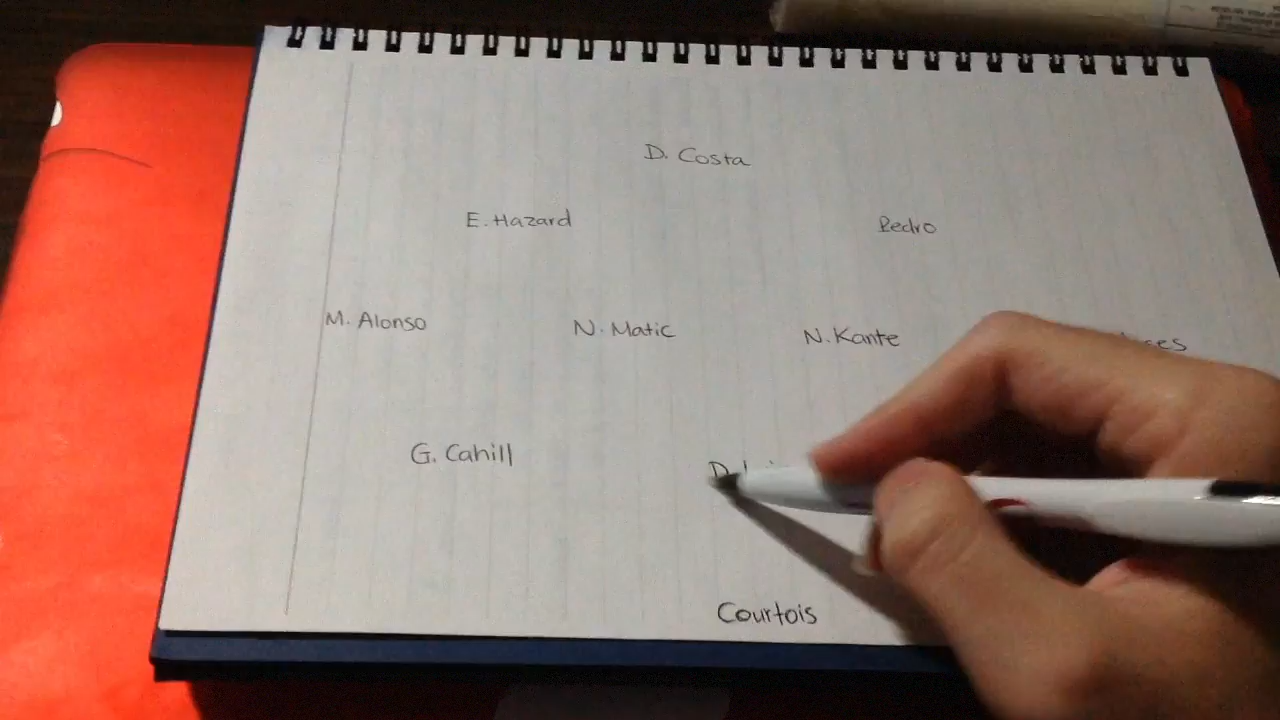 D. Costa
E. Hazard Pedro
M. Alonso N. Matic N. Kante
G. Cahill D.
Courtois